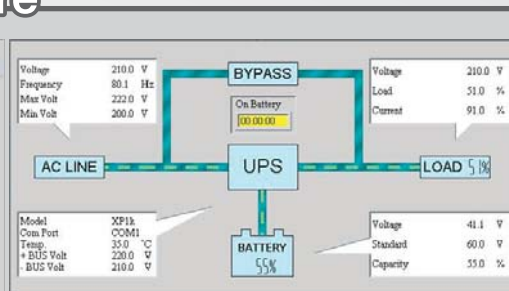 Voltage 210.0 V
Frequency 80.1 Hz
Max Volt 222.0 V
Min Volt 200.0 V
BYPASS
On Battery
00:00:00
Voltage 210.0 V
Load 51.0 %
Current 91.0 %
AC LINE
UPS
LOAD 51%
Model XP1k
Com Port COM1
Temp. 35.0 °C
+ BUS Volt 220.0 V
- BUS Volt 210.0 V
BATTERY
55%
Voltage 41.1 V
Standard 60.0 V
Capacity 55.0 %